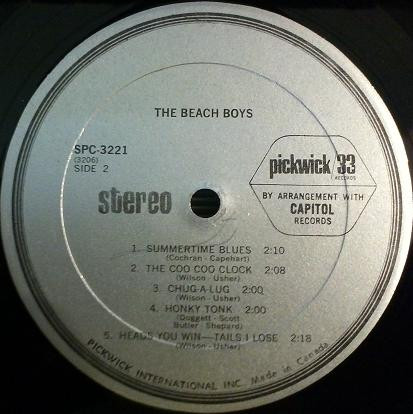 THE BEACH BOYS
SPC-3221
(3206)
SIDE 2
stereo
pickwick/33
RECORDS
BY ARRANGEMENT WITH
CAPITOL
RECORDS
1. SUMMERTIME BLUES 2:10
(Cochran - Capehart)
2. THE COO COO CLOCK 2:08
(Wilson - Usher)
3. CHUG-A-LUG 2:00
(Wilson - Usher)
4. HONKY TONK 2:00
(Doggett - Scott
Butler - Shepard)
5. HEADS YOU WIN—TAILS I LOSE 2:18
(Wilson - Usher)
PICKWICK INTERNATIONAL INC. Made in Canada